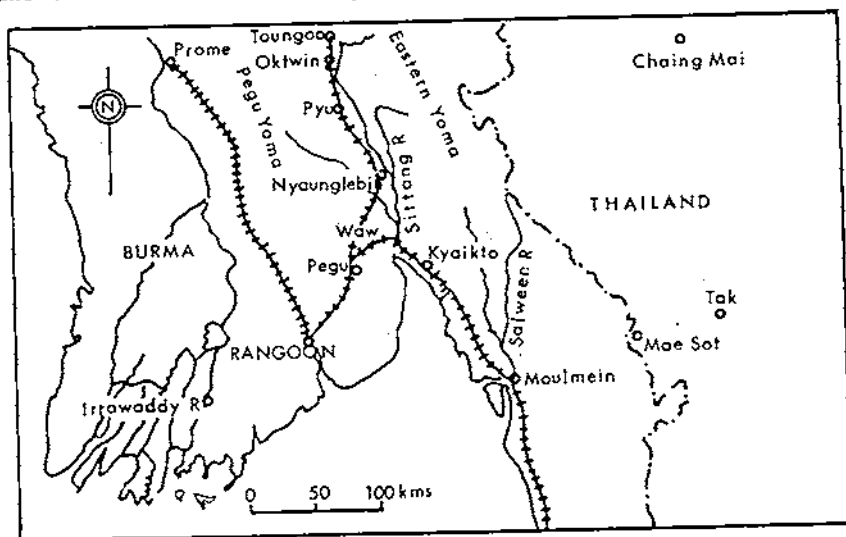 Toungoo
Prome
Oktwin
Chaing Mai
N
Pegu Yoma
Eastern Yoma
Pyu
Nyaunglebi
Sittang R
THAILAND
Waw
BURMA
Kyaikto
Pegu
Salween R
Tak
RANGOON
Mae Sot
Moulmein
Irrawaddy R
0 50 100 kms